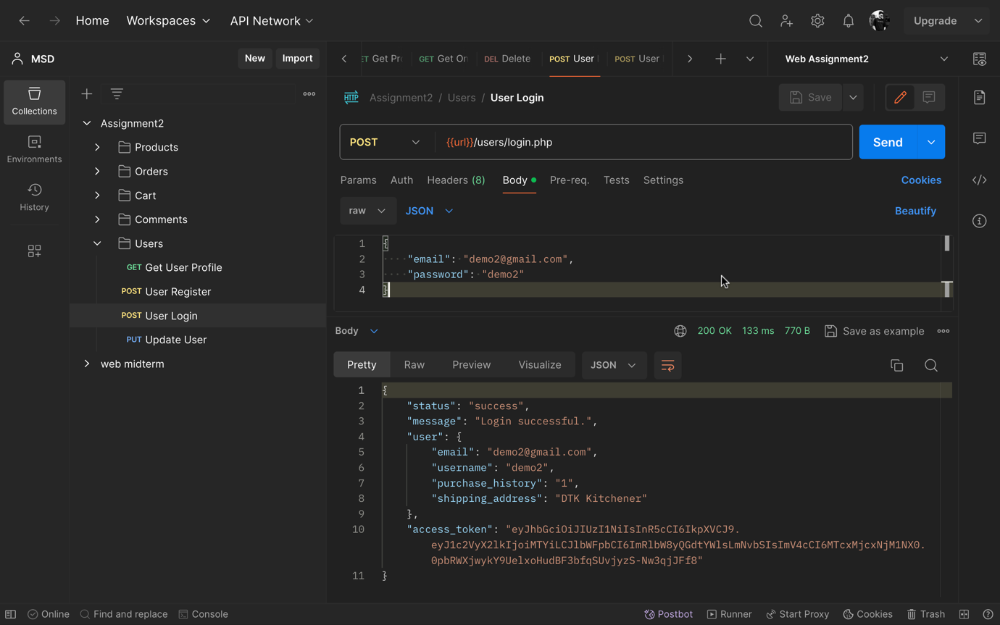 Home Workspaces API Network Upgrade
MSD New Import
GET Get On DEL Delete POST User POST User Web Assignment2
Collections
Environments
History
Assignment2
Products
Orders
Cart
Comments
Users
GET Get User Profile
POST User Register
POST User Login
PUT Update User
web midterm
HTTP Assignment2 / Users / User Login Save
POST {{url}}/users/login.php Send
Params Auth Headers (8) Body Pre-req. Tests Settings Cookies
raw JSON Beautify
1 {
2 ····"email":·"demo2@gmail.com",
3 ····"password":·"demo2"
4 }
Body 200 OK 133 ms 770 B Save as example
Pretty Raw Preview Visualize JSON
1 {
2 "status": "success",
3 "message": "Login successful.",
4 "user": {
5 "email": "demo2@gmail.com",
6 "username": "demo2",
7 "purchase_history": "1",
8 "shipping_address": "DTK Kitchener"
9 },
10 "access_token": "eyJhbGciOiJIUzI1NiIsInR5cCI6IkpXVCJ9.
eyJ1c2VyX2lkIjoiMTYiLCJlbWFpbCI6ImRlbW8yQGdtYWlsLmNvbSIsImV4cCI6MTcxMjcxNjM1NX0.
0pbRWXjwykY9UelxoHudBF3bfqSUvjyzS-Nw3qjJFf8"
11 }
Online Find and replace Console Postbot Runner Start Proxy Cookies Trash